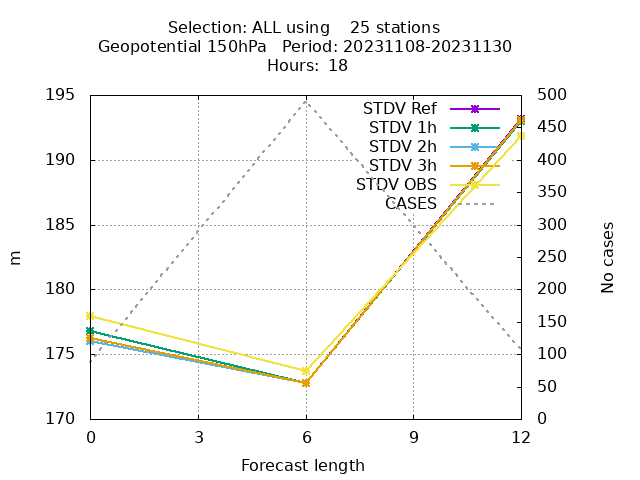 Selection: ALL using    25 stations
Geopotential 150hPa   Period: 20231108-20231130
Hours:  18
195
190
185
180
175
170
m
STDV Ref
STDV 1h
STDV 2h
STDV 3h
STDV OBS
CASES
500
450
400
350
300
250
200
150
100
50
0
No cases
0 3 6 9 12
Forecast length